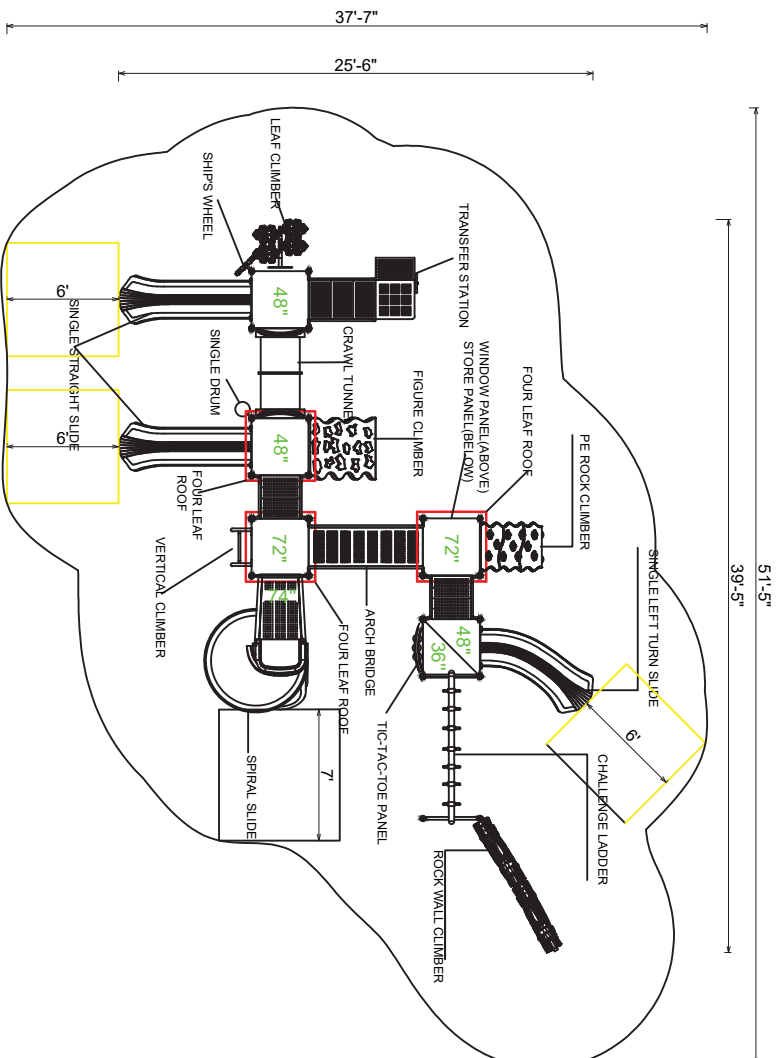 37'-7"
25'-6"
51'-5"
39'-5"
LEAF CLIMBER
SHIP'S WHEEL
TRANSFER STATION
48"
6'
SINGLE STRAIGHT SLIDE
SINGLE DRUM
CRAWL TUNNEL
WINDOW PANEL(ABOVE)
STORE PANEL(BELOW)
FOUR LEAF ROOF
FIGURE CLIMBER
PE ROCK CLIMBER
48"
6'
FOUR LEAF
ROOF
VERTICAL CLIMBER
72"
74"
72"
ARCH BRIDGE
FOUR LEAF ROOF
SINGLE LEFT TURN SLIDE
48"
36"
6'
TIC-TAC-TOE PANEL
SPIRAL SLIDE
7'
CHALLENGE LADDER
ROCK WALL CLIMBER